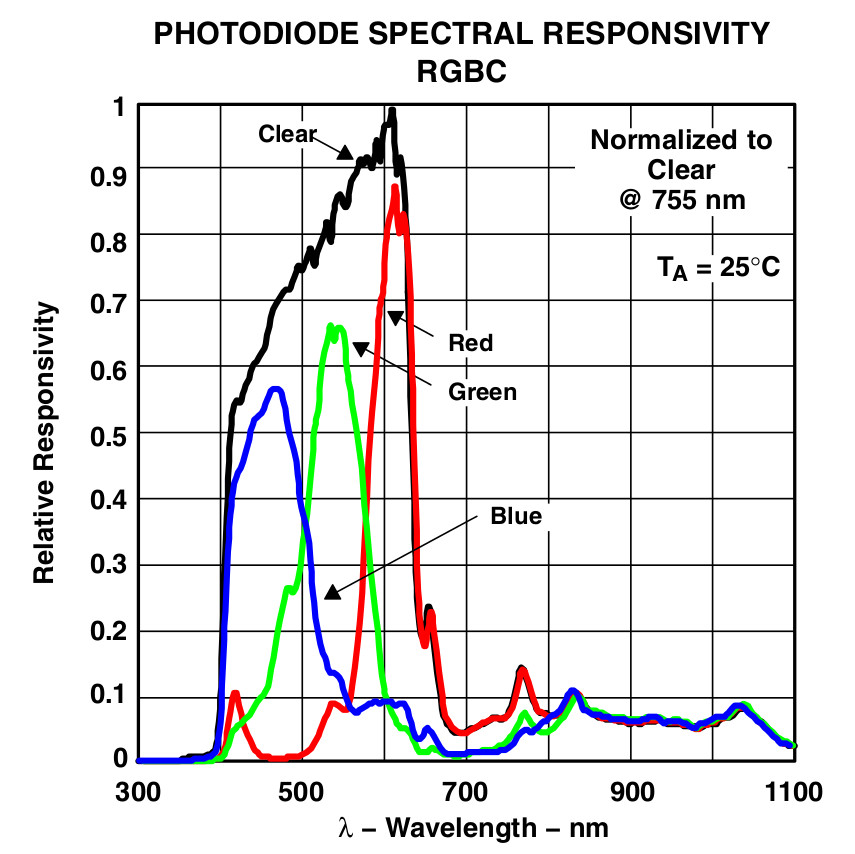 PHOTODIODE SPECTRAL RESPONSIVITY
RGBC
1
0.9
0.8
0.7
0.6
0.5
0.4
0.3
0.2
0.1
0
Relative Responsivity
Clear
Normalized to
Clear
@ 755 nm
TA = 25°C
Red
Green
Blue
300
500
700
900
1100
λ – Wavelength – nm